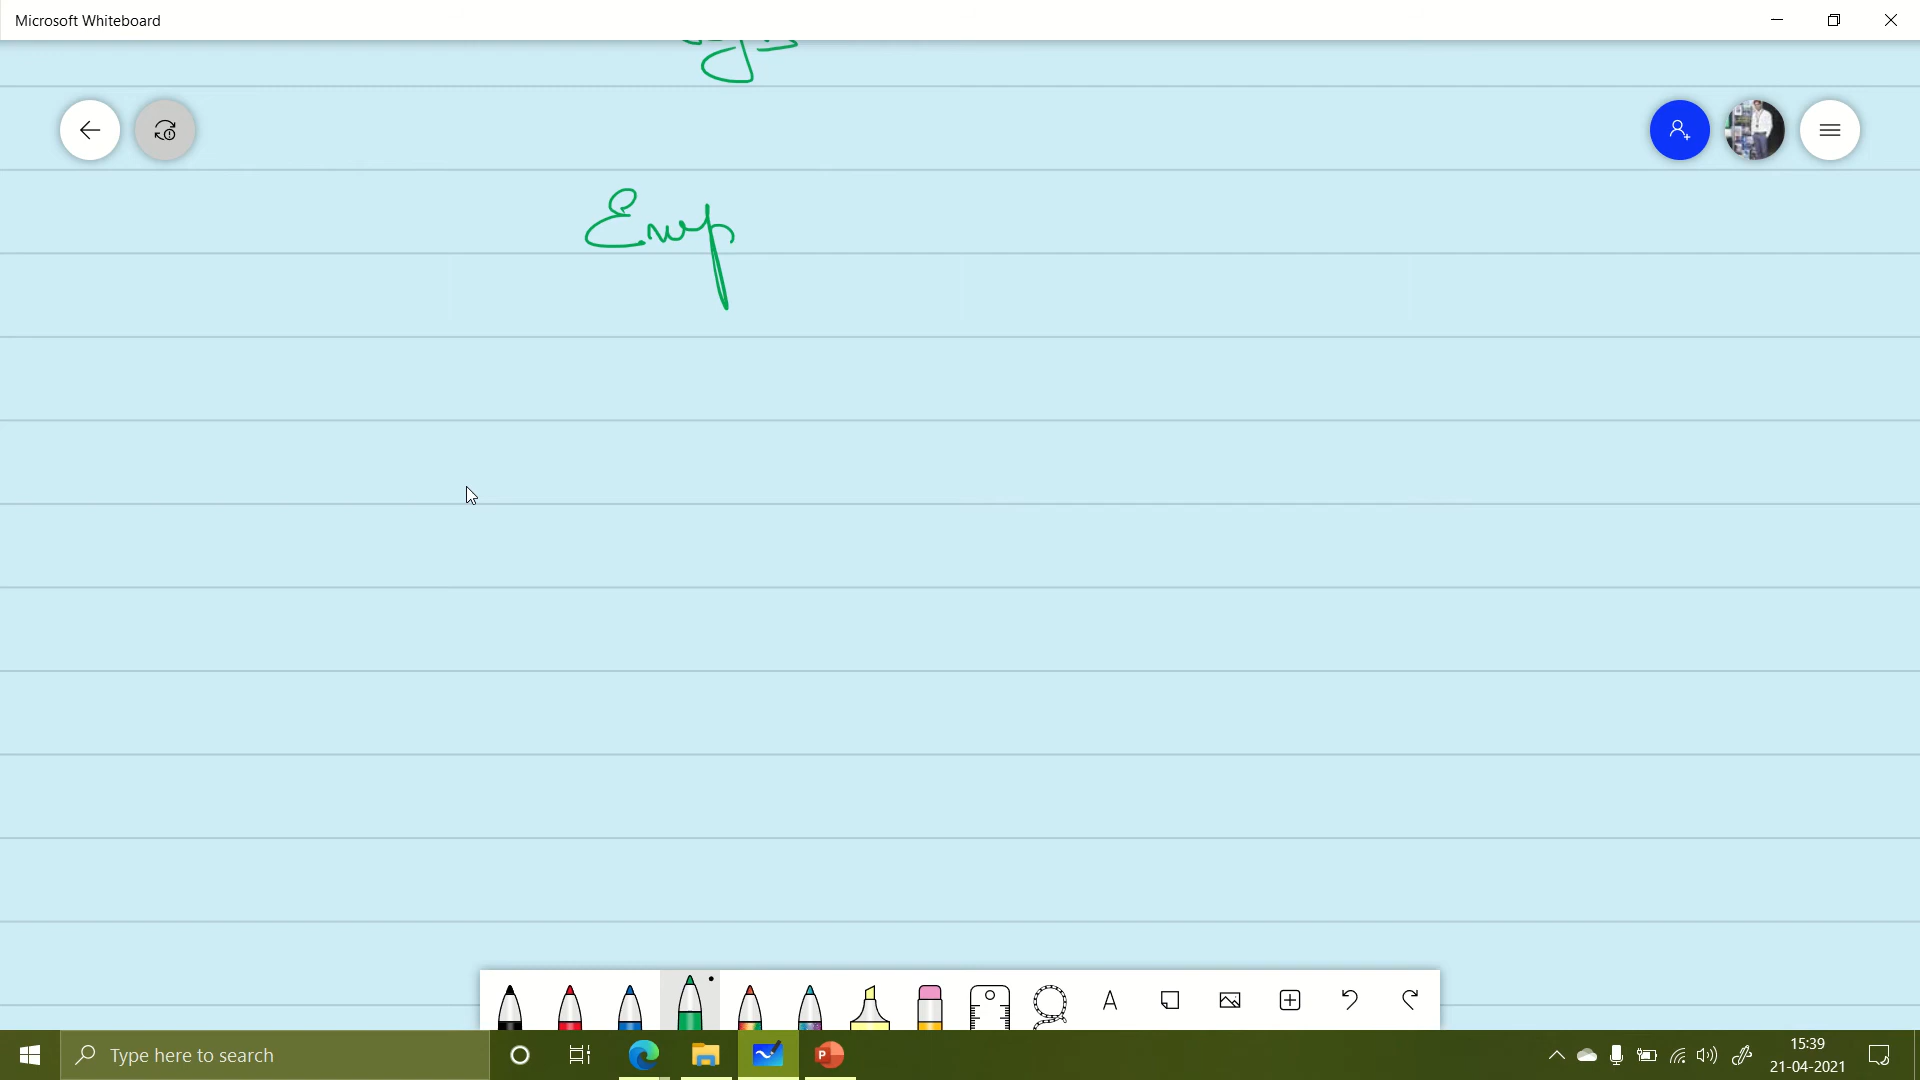 Microsoft Whiteboard
Emp
A
P
Type here to search
15:39
21-04-2021